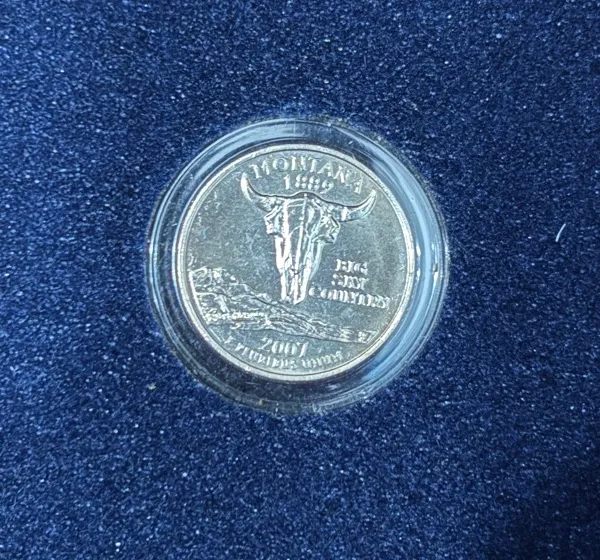 MONTANA
1889
BIG
SKY
COUNTRY
2007
E PLURIBUS UNUM